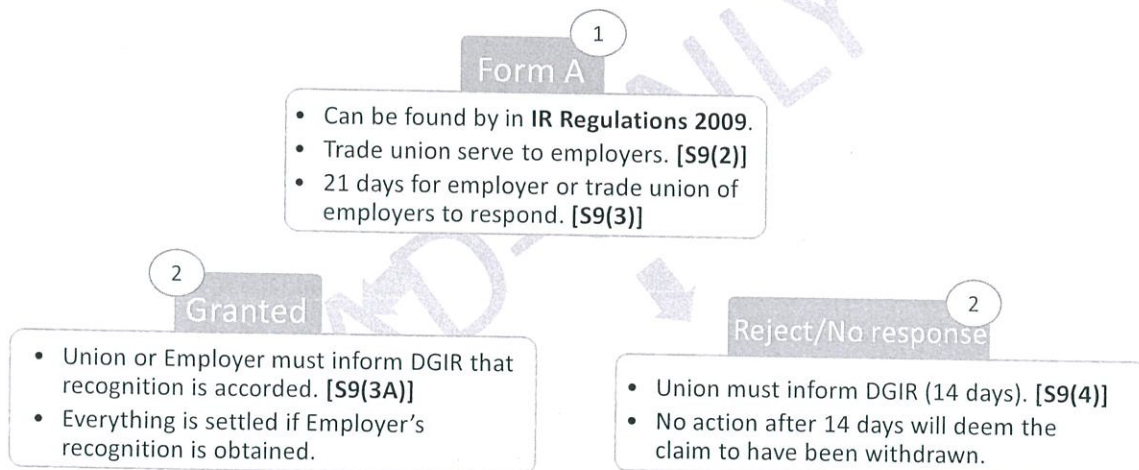 1
Form A
• Can be found by in IR Regulations 2009.
• Trade union serve to employers. [S9(2)]
• 21 days for employer or trade union of
employers to respond. [S9(3)]
2
Granted
• Union or Employer must inform DGIR that
recognition is accorded. [S9(3A)]
• Everything is settled if Employer's
recognition is obtained.
2
Reject/No response
• Union must inform DGIR (14 days). [S9(4)]
• No action after 14 days will deem the
claim to have been withdrawn.